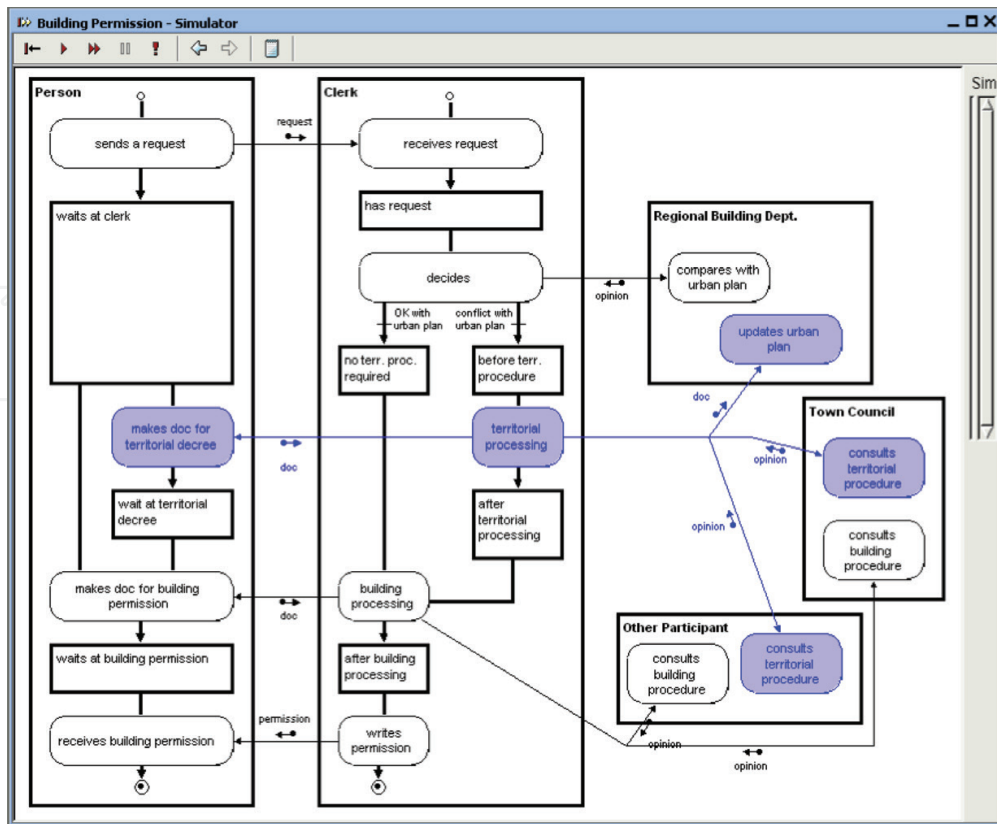 Building Permission - Simulator
Sim
Person
Clerk
sends a request
request
receives request
waits at clerk
has request
Regional Building Dept.
decides
opinion
compares with
urban plan
OK with
urban plan
conflict with
urban plan
updates urban
plan
no terr. proc.
required
before terr.
procedure
doc
Town Council
makes doc for
territorial decree
doc
territorial
processing
opinion
consults
territorial
procedure
wait at territorial
decree
after
territorial
processing
opinion
consults
building
procedure
makes doc for building
permission
doc
building
processing
Other Participant
waits at building permission
after building
processing
consults
building
procedure
consults
territorial
procedure
receives building permission
permission
writes
permission
opinion
opinion